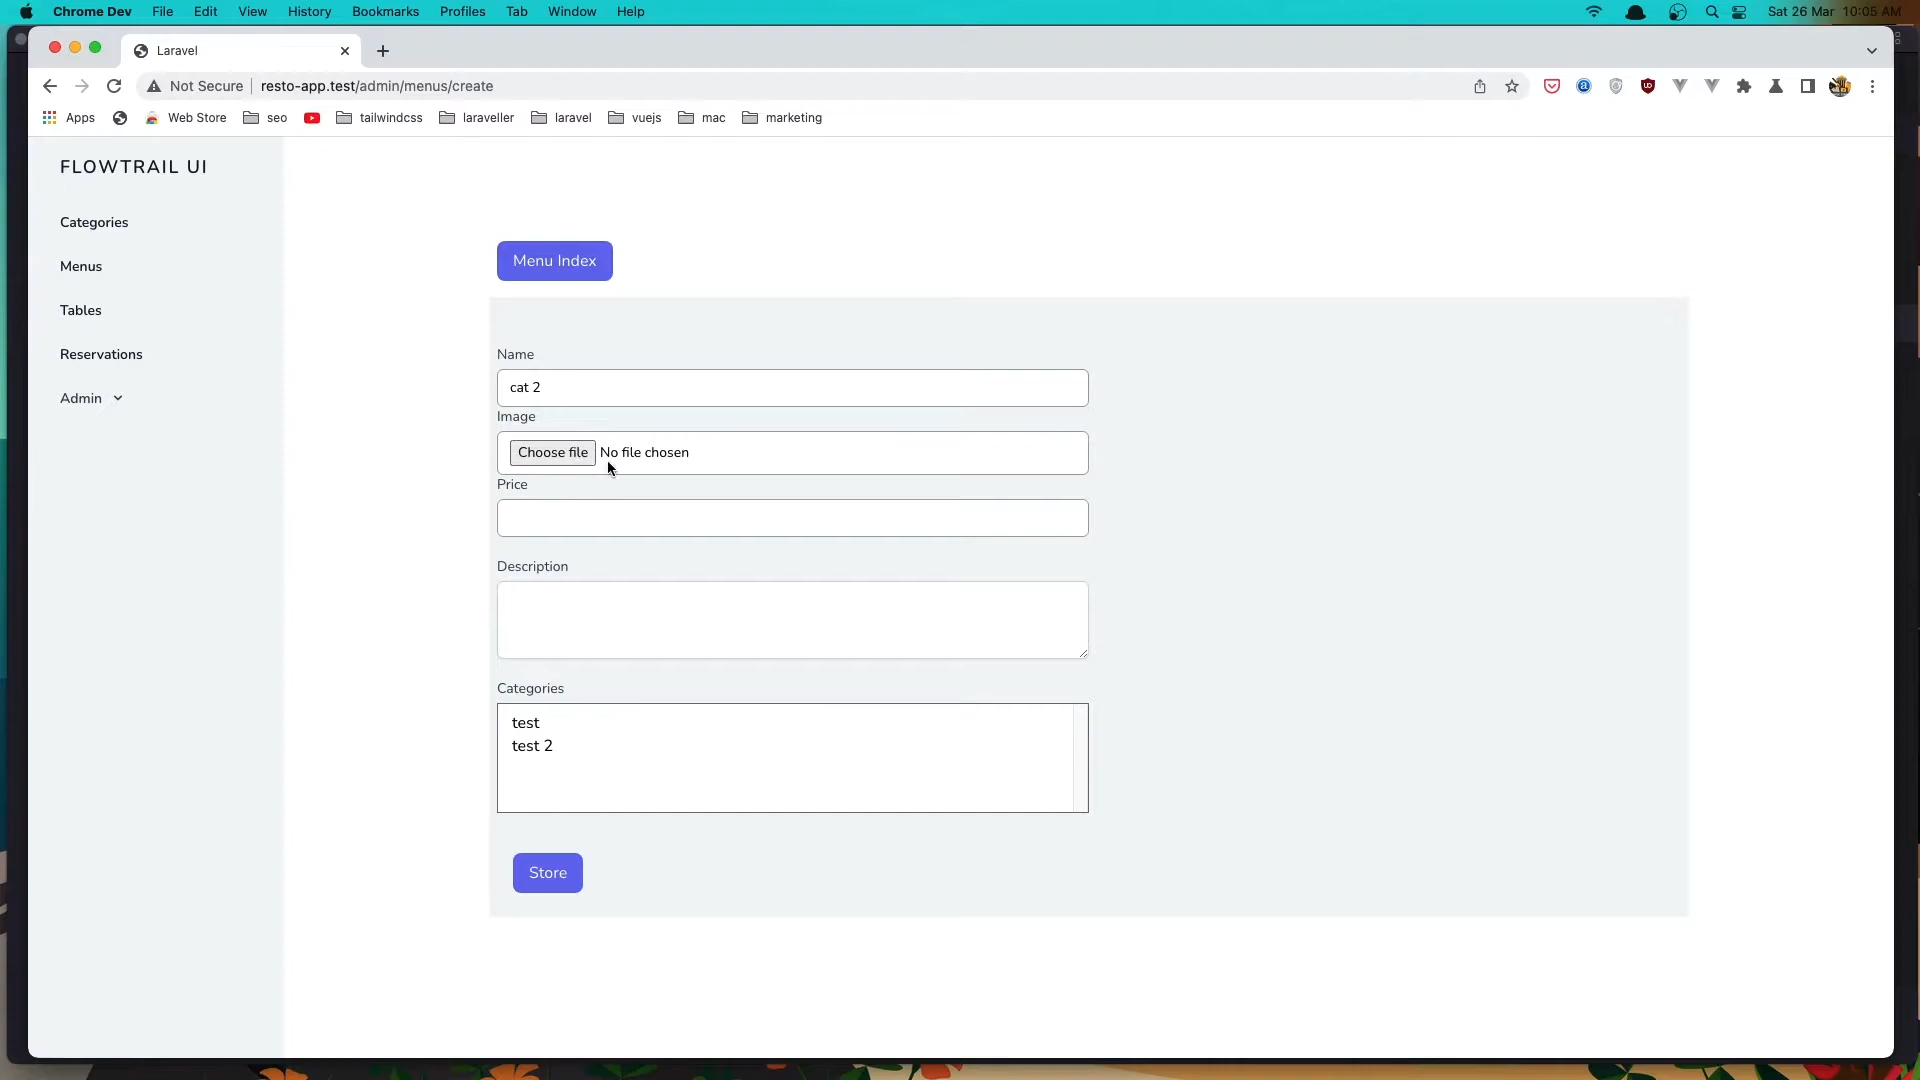 Chrome Dev File Edit View History Bookmarks Profiles Tab Window Help Sat 26 Mar 10:05 AM
Laravel
Not Secure resto-app.test/admin/menus/create
Apps Web Store seo tailwindcss laraveller laravel vuejs mac marketing
FLOWTRAIL UI
Categories
Menus
Tables
Reservations
Admin
Menu Index
Name
cat 2
Image
Choose file No file chosen
Price
Description
Categories
test
test 2
Store